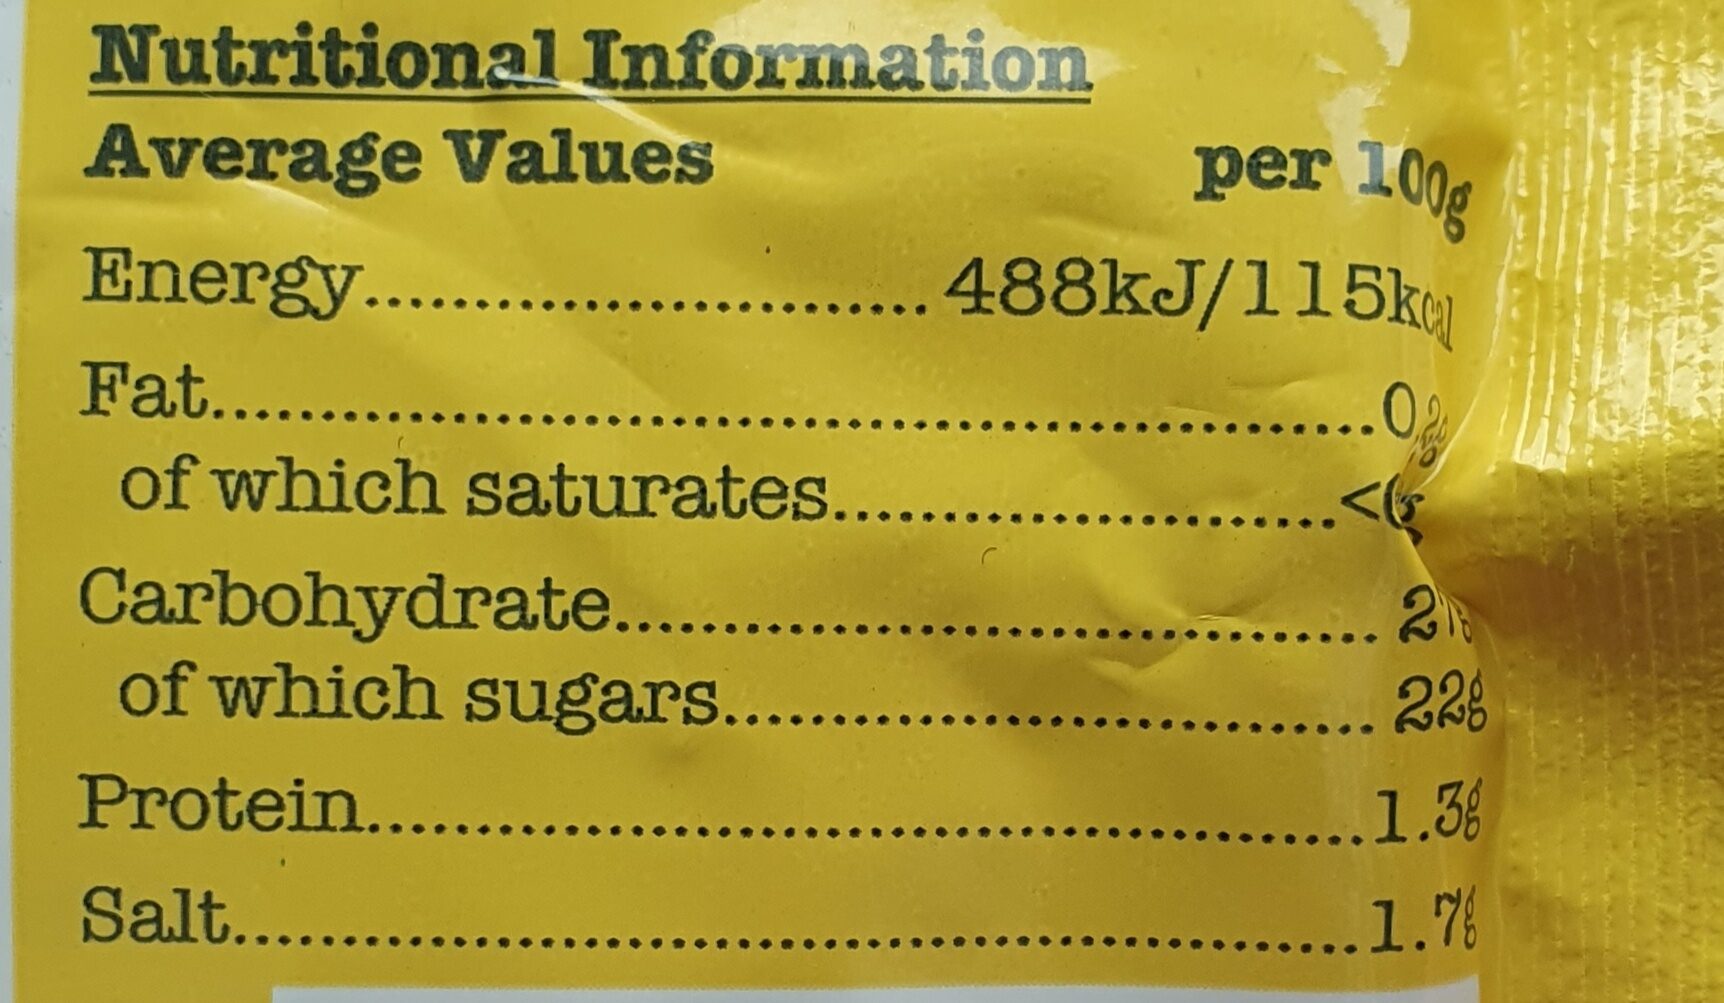 Nutritional Information
Average Values per 100g
Energy........................... 488kJ/115kcal
Fat..........................................................
of which saturates........................
Carbohydrate.................................... 27g
of which sugars............................... 22g
Protein................................................1.3g
Salt......................................................1.7g